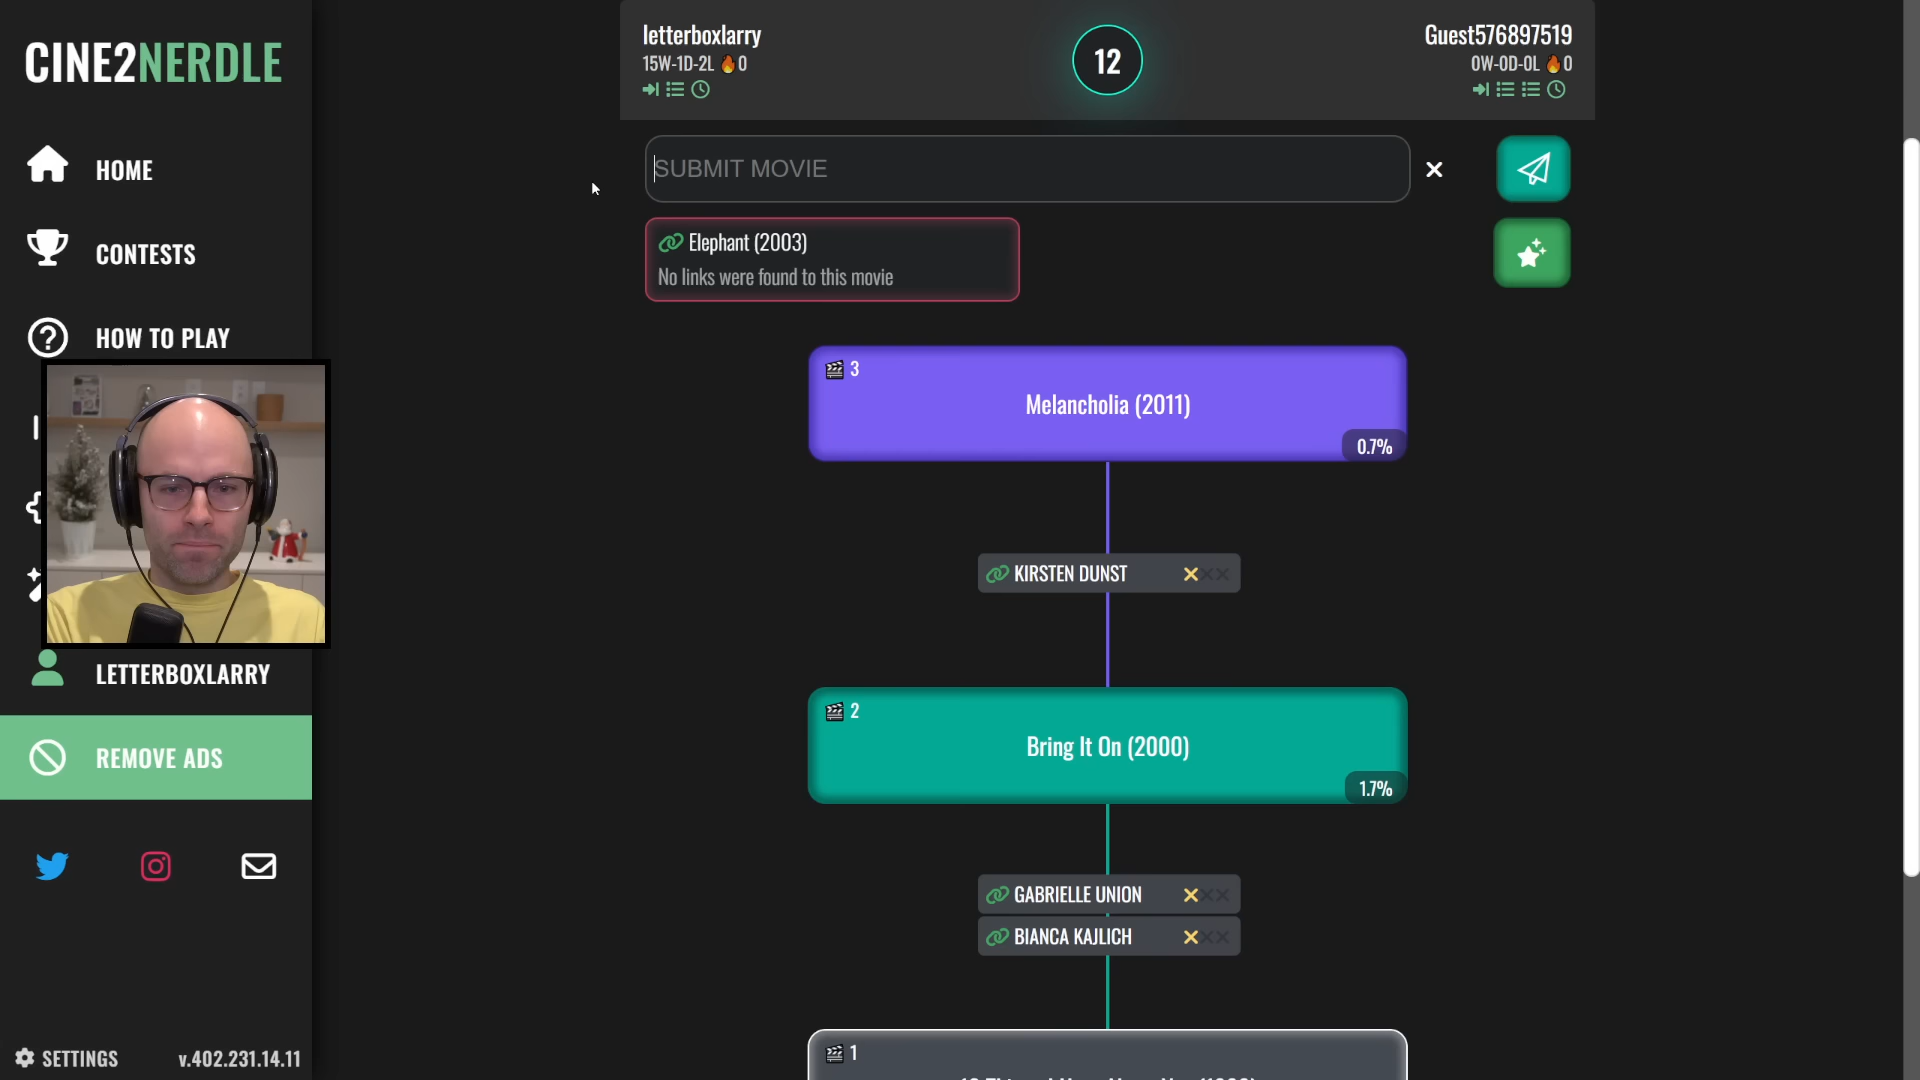 CINE2NERDLE
HOME
CONTESTS
HOW TO PLAY
LETTERBOXLARRY
REMOVE ADS
SETTINGS
v.402.231.14.11
letterboxlarry
15W-1D-2L 🔥0
12
Guest576897519
0W-0D-0L 🔥0
SUBMIT MOVIE
Elephant (2003)
No links were found to this movie
3
Melancholia (2011)
0.7%
KIRSTEN DUNST
2
Bring It On (2000)
1.7%
GABRIELLE UNION
BIANCA KAJLICH
1